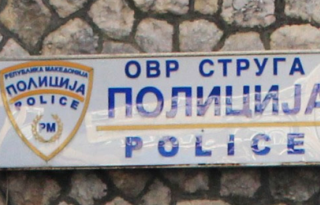 РЕПУБЛИКА МАКЕДОНИЈА
ПОЛИЦИЈА
POLICE
РМ
ОВР СТРУГА
ПОЛИЦИЈА
POLICE